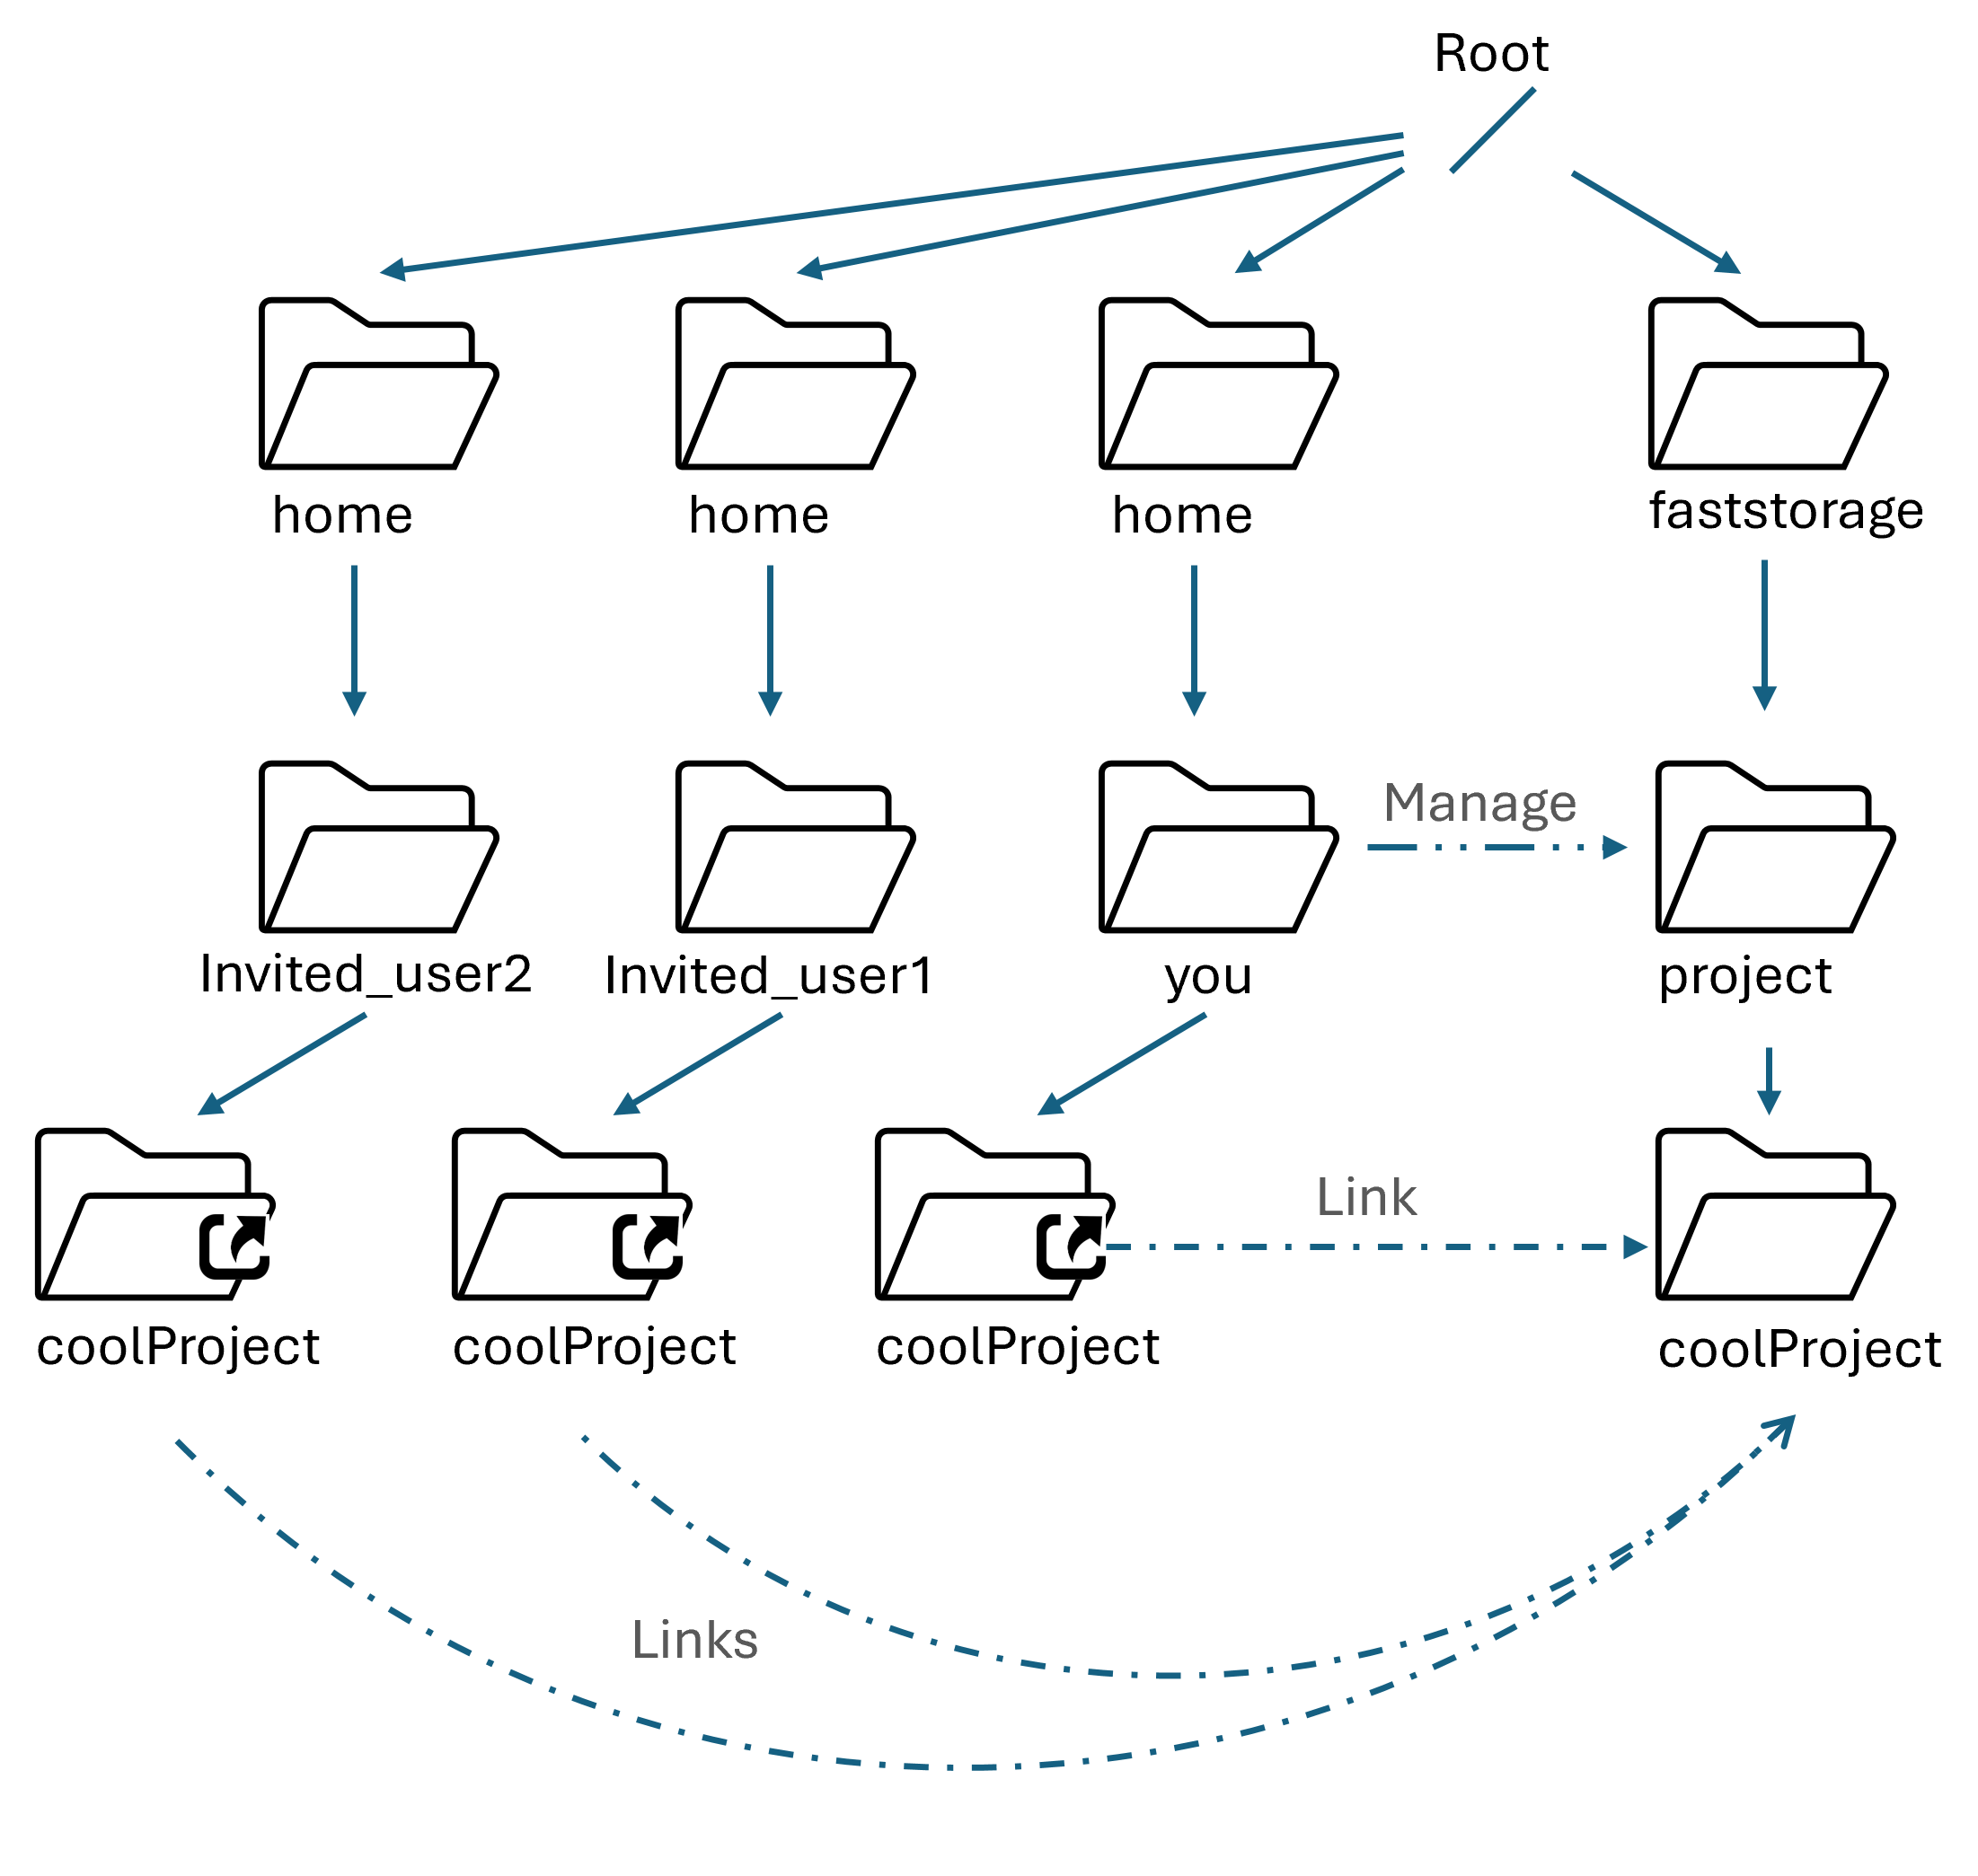 Root
home
home
home
faststorage
Manage
Invited_user2
Invited_user1
you
project
Link
coolProject
coolProject
coolProject
coolProject
Links